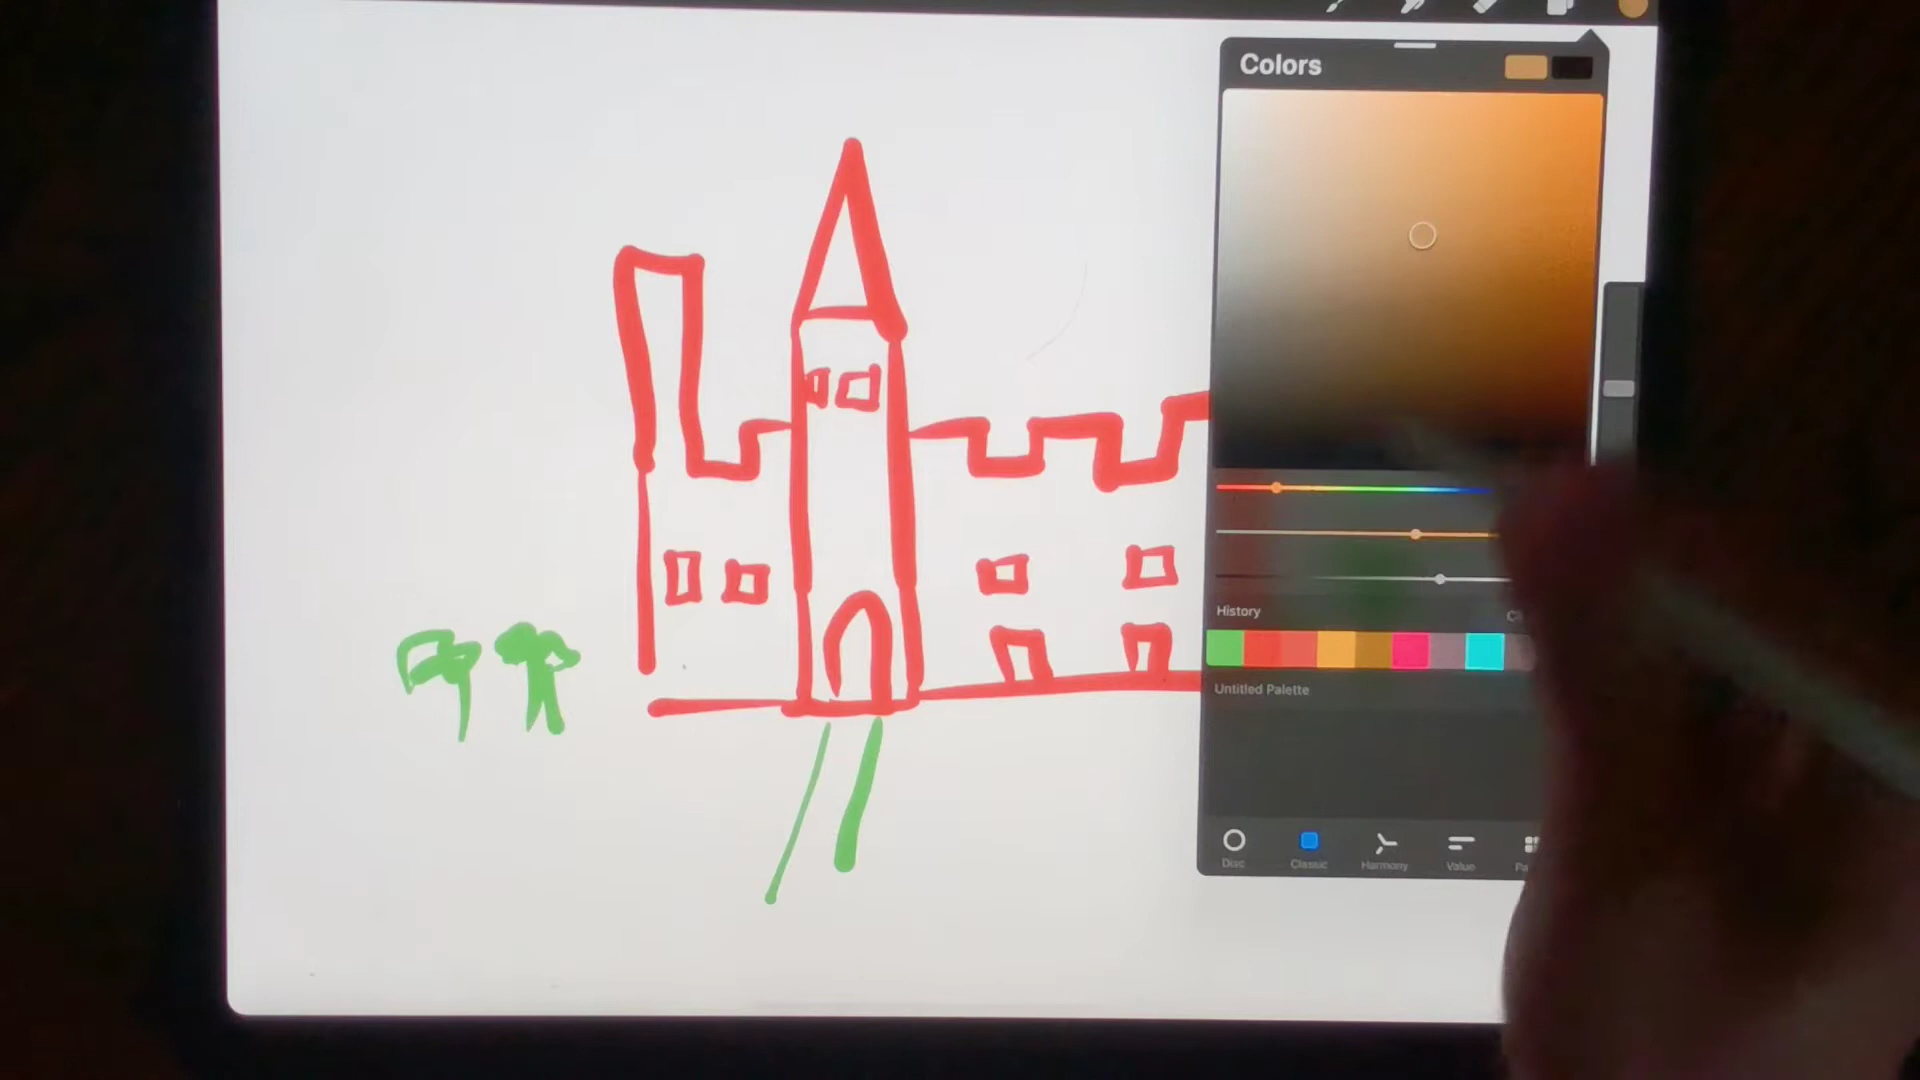 Colors
History
Untitled Palette
Disc
Classic
Harmony
Value